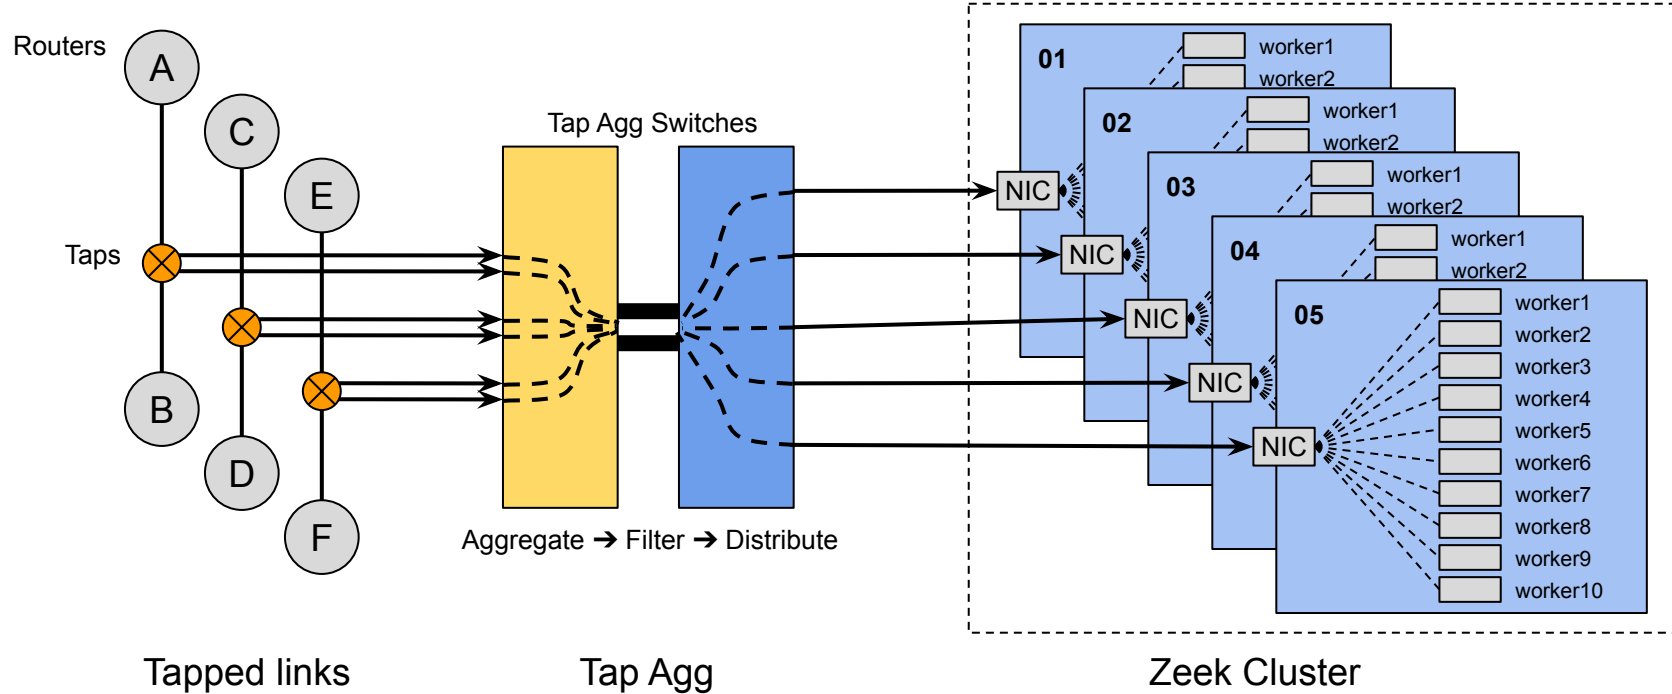 Routers
A
C
E
Taps
B
D
F
Tapped links
Tap Agg Switches
Aggregate ➔ Filter ➔ Distribute
Tap Agg
01
worker1
worker2
NIC
02
worker1
worker2
NIC
03
worker1
worker2
NIC
04
worker1
worker2
NIC
05
worker1
worker2
worker3
worker4
worker5
worker6
worker7
worker8
worker9
worker10
NIC
Zeek Cluster